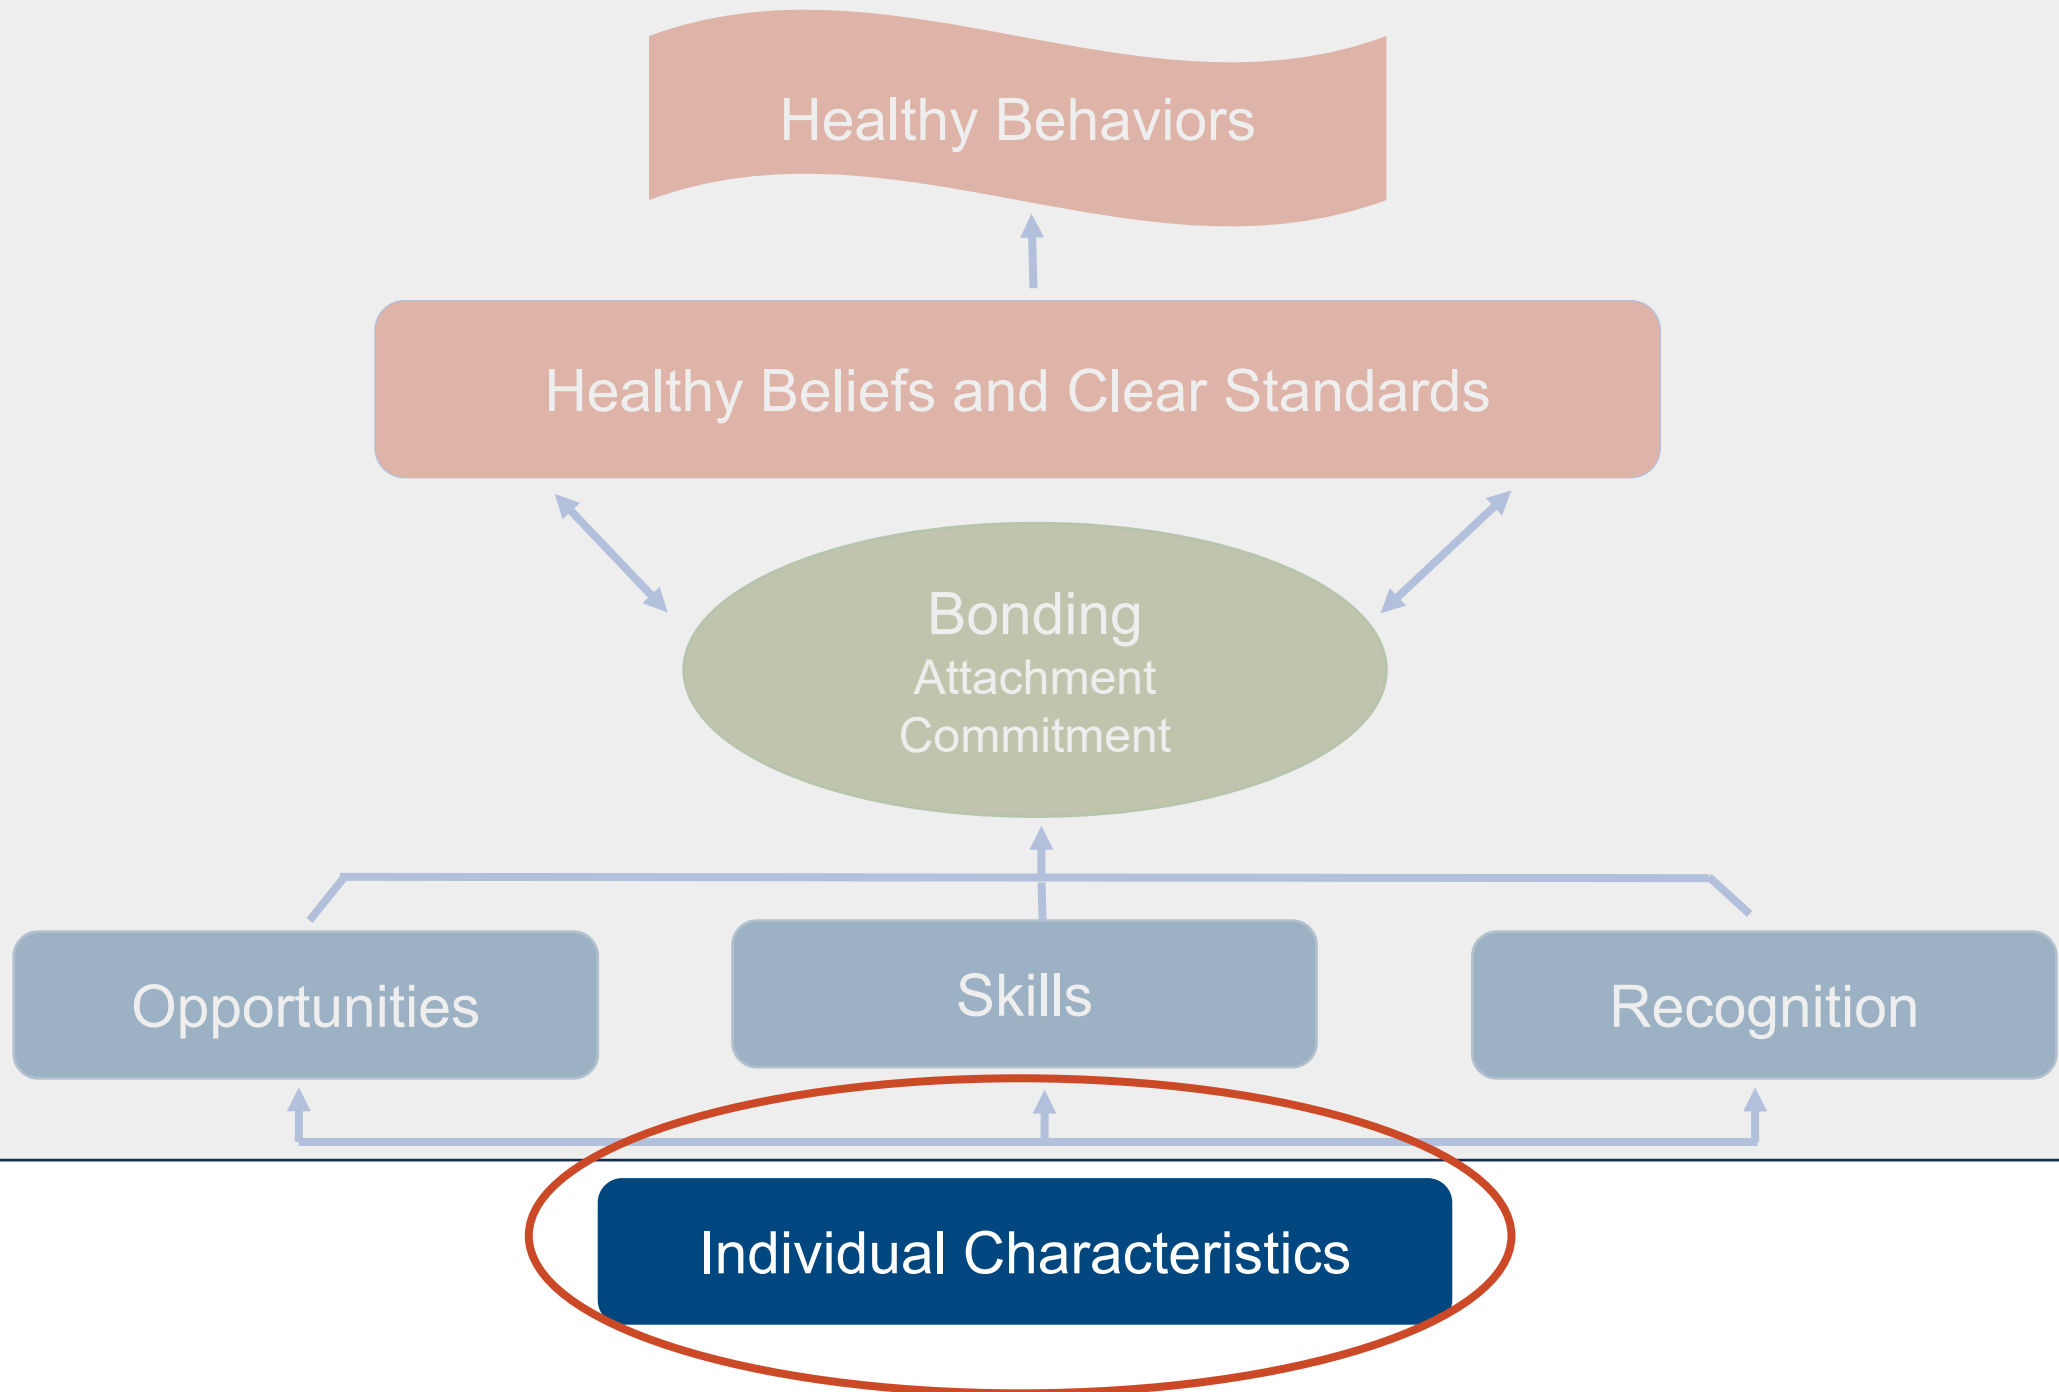 Healthy Behaviors
Healthy Beliefs and Clear Standards
Bonding
Attachment
Commitment
Opportunities
Skills
Recognition
Individual Characteristics